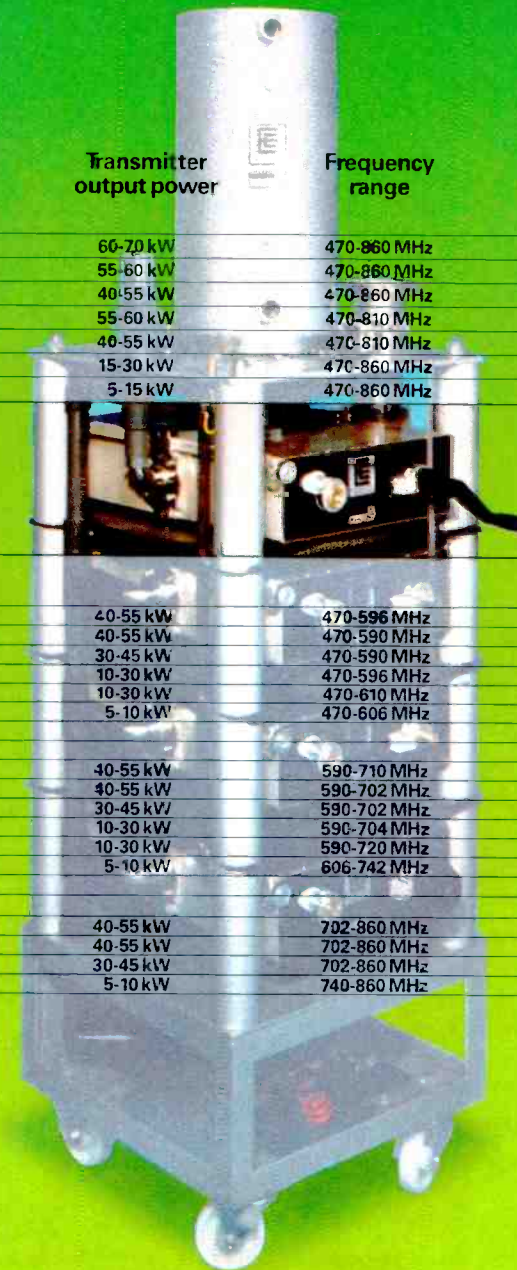 Transmitter output power Frequency range
60-70 kW 470-860 MHz
55-60 kW 470-860 MHz
40-55 kW 470-860 MHz
55-60 kW 470-810 MHz
40-55 kW 470-810 MHz
15-30 kW 470-860 MHz
5-15 kW 470-860 MHz
40-55 kW 470-596 MHz
40-55 kW 470-590 MHz
30-45 kW 470-590 MHz
10-30 kW 470-596 MHz
10-30 kW 470-610 MHz
5-10 kW 470-606 MHz
40-55 kW 590-710 MHz
40-55 kW 590-702 MHz
30-45 kW 590-702 MHz
10-30 kW 590-704 MHz
10-30 kW 590-720 MHz
5-10 kW 606-742 MHz
40-55 kW 702-860 MHz
40-55 kW 702-860 MHz
30-45 kW 702-860 MHz
5-10 kW 740-860 MHz